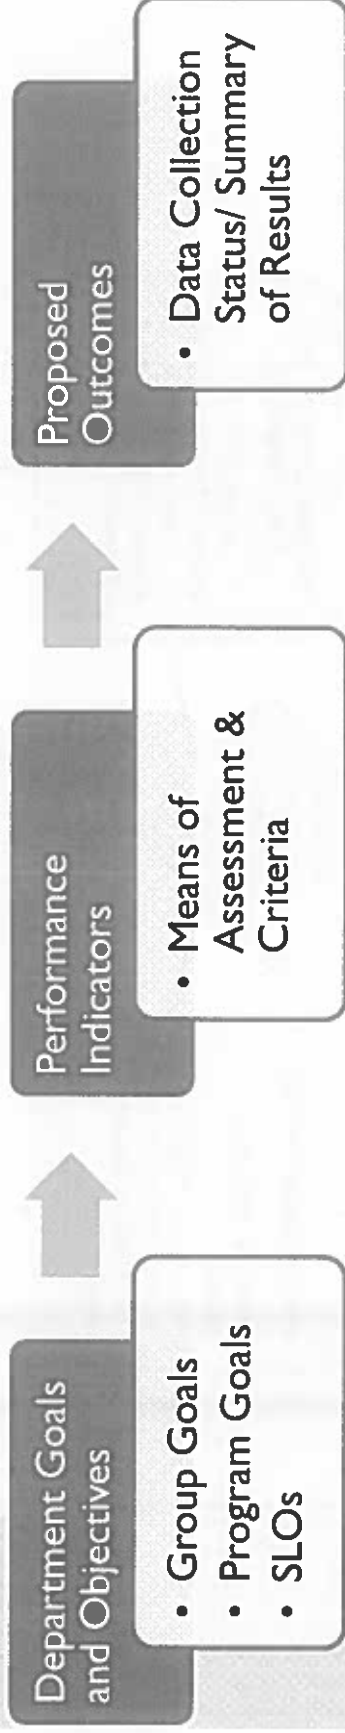 Department Goals
and Objectives
• Group Goals
• Program Goals
• SLOs
Performance
Indicators
• Means of
Assessment &
Criteria
Proposed
Outcomes
• Data Collection
Status/ Summary
of Results